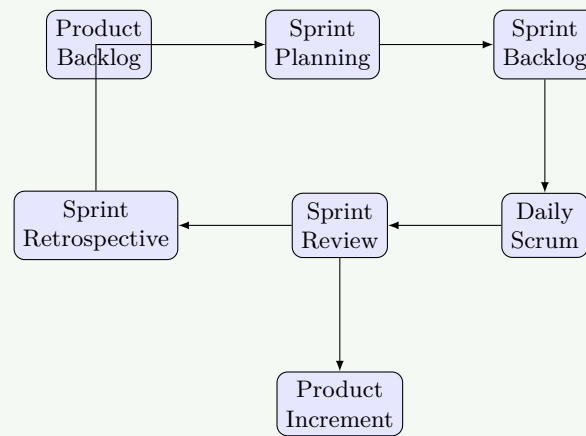 Product
Backlog
Sprint
Planning
Sprint
Backlog
Sprint
Retrospective
Sprint
Review
Daily
Scrum
Product
Increment